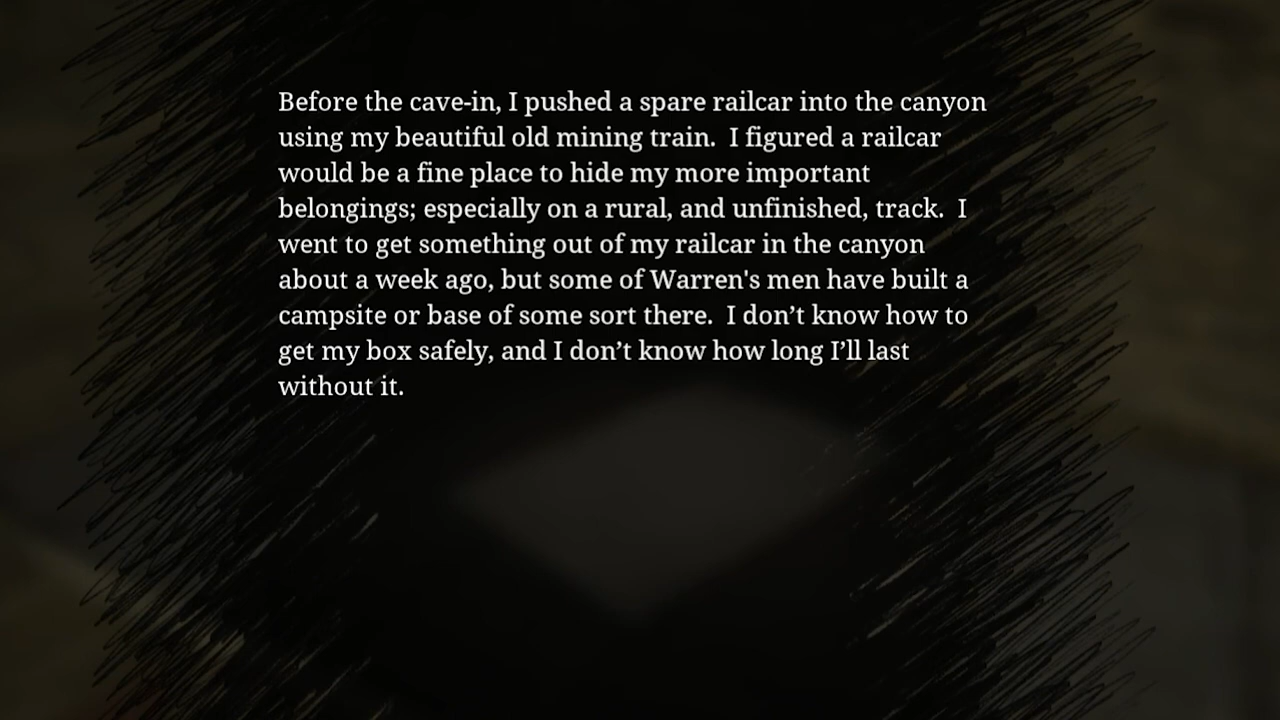 Before the cave-in, I pushed a spare railcar into the canyon
using my beautiful old mining train.  I figured a railcar
would be a fine place to hide my more important
belongings; especially on a rural, and unfinished, track.  I
went to get something out of my railcar in the canyon
about a week ago, but some of Warren's men have built a
campsite or base of some sort there.  I don’t know how to
get my box safely, and I don’t know how long I’ll last
without it.